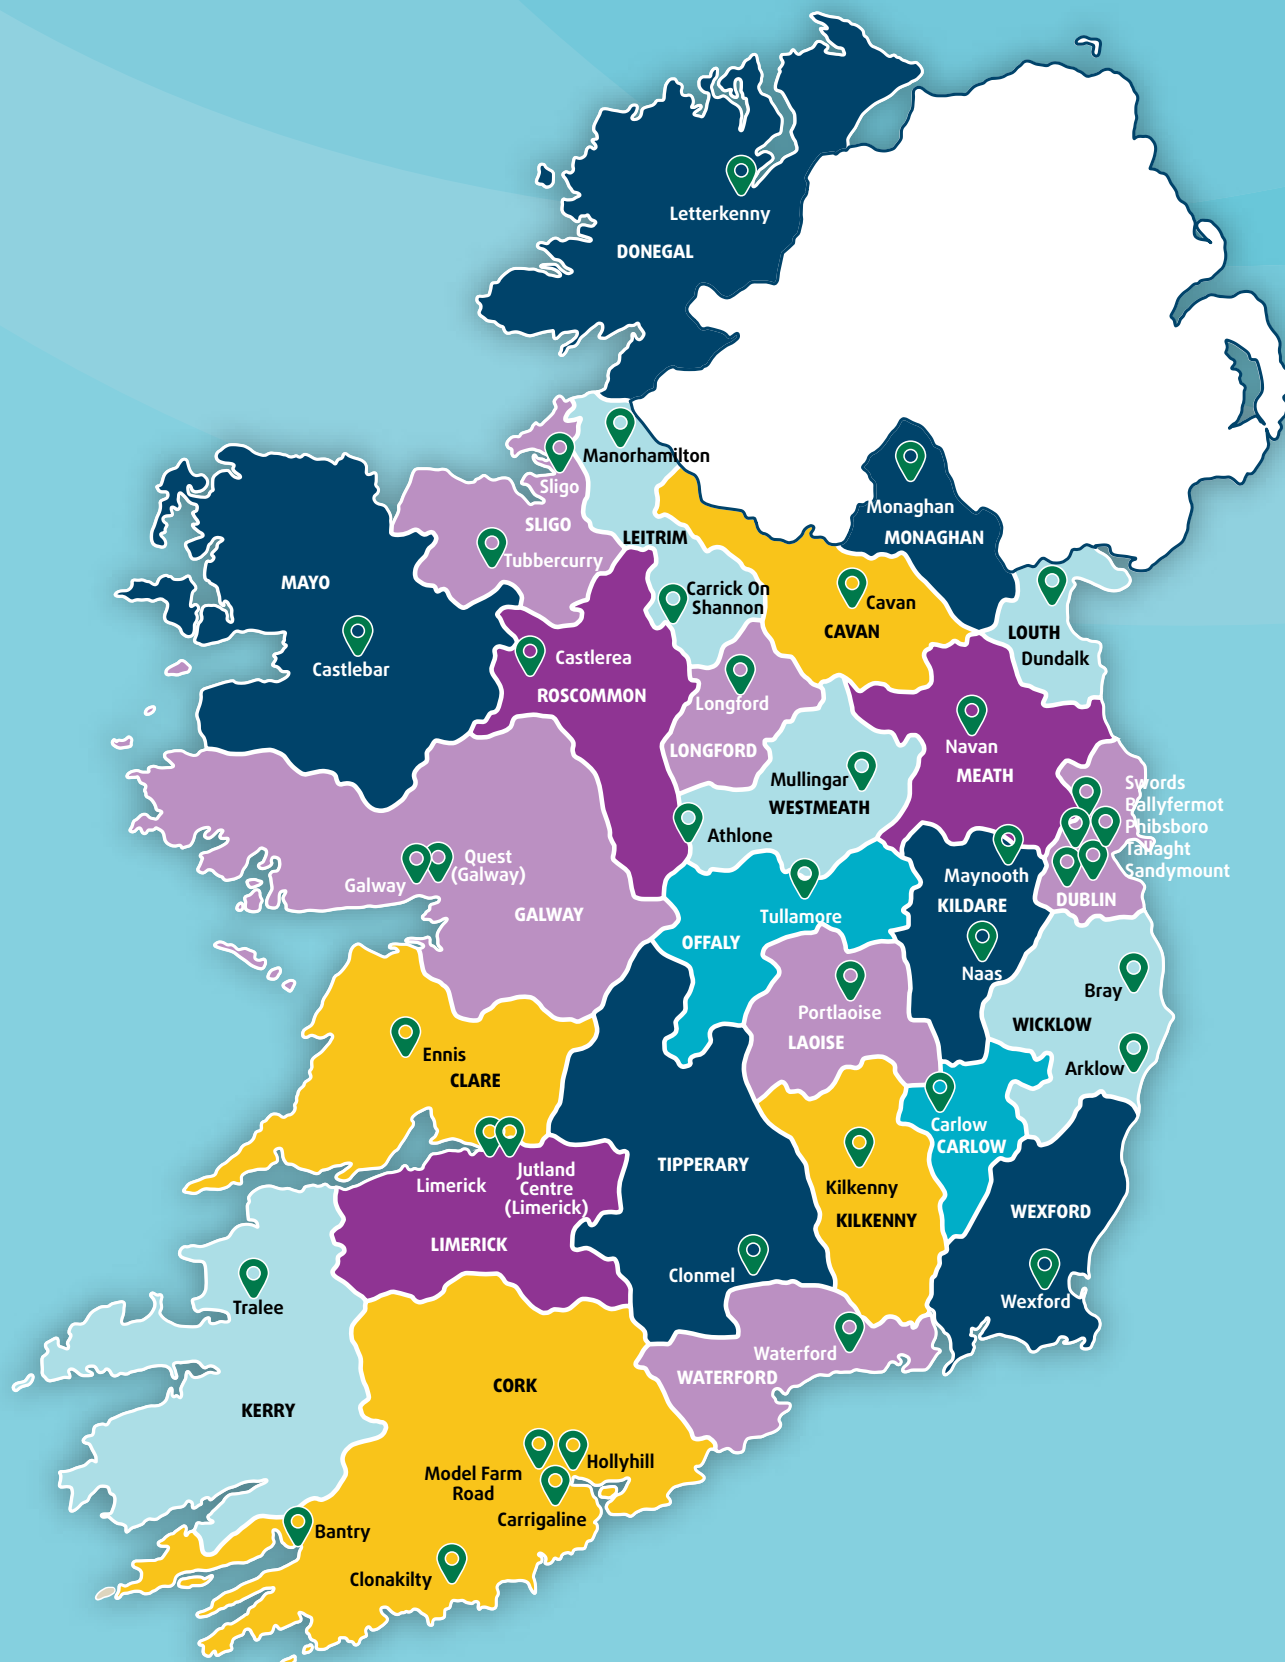 Letterkenny
DONEGAL
Manorhamilton
Sligo
SLIGO
Tubbercurry
LEITRIM
Monaghan
MONAGHAN
MAYO
Castlebar
Carrick On
Shannon
Cavan
CAVAN
LOUTH
Dundalk
Castlerea
ROSCOMMON
Longford
LONGFORD
Navan
MEATH
Mullingar
WESTMEATH
Athlone
Swords
Ballyfermot
Phibsboro
Tallaght
Sandymount
DUBLIN
Galway
Quest
(Galway)
GALWAY
Maynooth
KILDARE
Naas
Tullamore
OFFALY
Bray
WICKLOW
Arklow
Portlaoise
LAOISE
Ennis
CLARE
Carlow
CARLOW
Limerick
Jutland
Centre
(Limerick)
LIMERICK
TIPPERARY
Clonmel
Kilkenny
KILKENNY
WEXFORD
Wexford
Tralee
KERRY
Waterford
WATERFORD
CORK
Model Farm
Road
Hollyhill
Carrigaline
Bantry
Clonakilty